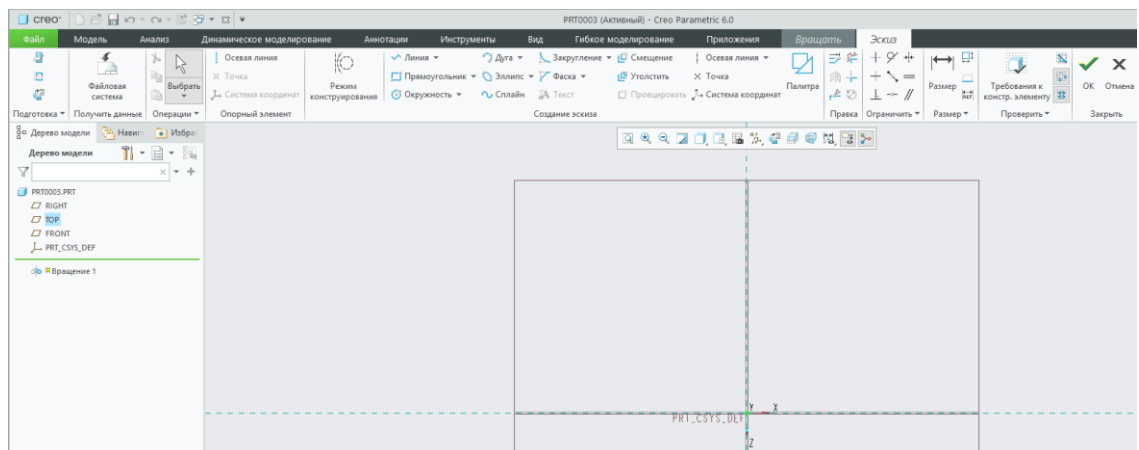 creo® PRT0003 (Активный) - Creo Parametric 6.0
Файл Модель Анализ Динамическое моделирование Аннотации Инструменты Вид Гибкое моделирование Приложения Вращать Эскиз
Осевая линия Линия Дуга Закругление Смещение Осевая линия
Файловая система Выбрать Точка Режим конструирования Прямоугольник Эллипс Фаска Утолстить Точка Палитра Размер Требования к констр. элементу ОК Отмена
Система координат Окружность Сплайн Текст Проецировать Система координат
Подготовка Получить данные Операции Опорный элемент Создание эскиза Правка Ограничить Размер Проверить Закрыть
Дерево модели Навиг Избра
Дерево модели
PRT0003.PRT
RIGHT
TOP
FRONT
PRT_CSYS_DEF
Вращение 1
Y X
PRT_CSYS_DEF
Z